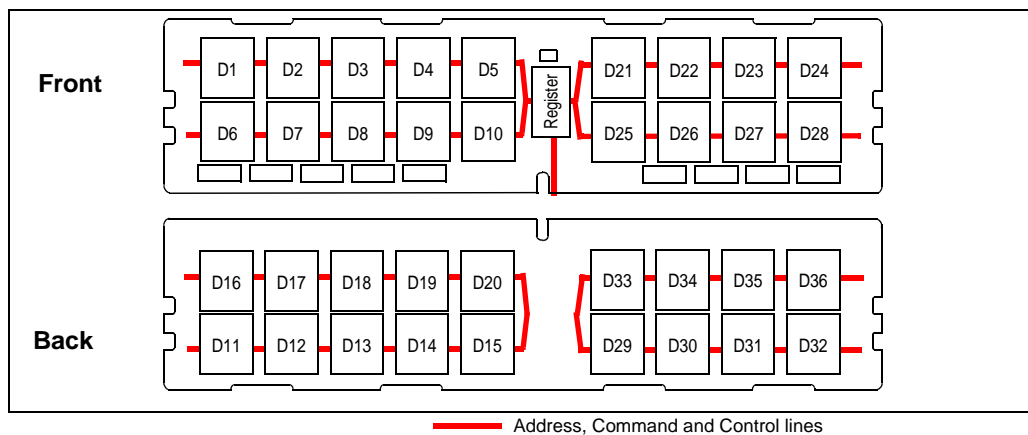 Front
D1 D2 D3 D4 D5 Register D21 D22 D23 D24
D6 D7 D8 D9 D10 D25 D26 D27 D28
Back
D16 D17 D18 D19 D20 D33 D34 D35 D36
D11 D12 D13 D14 D15 D29 D30 D31 D32
Address, Command and Control lines